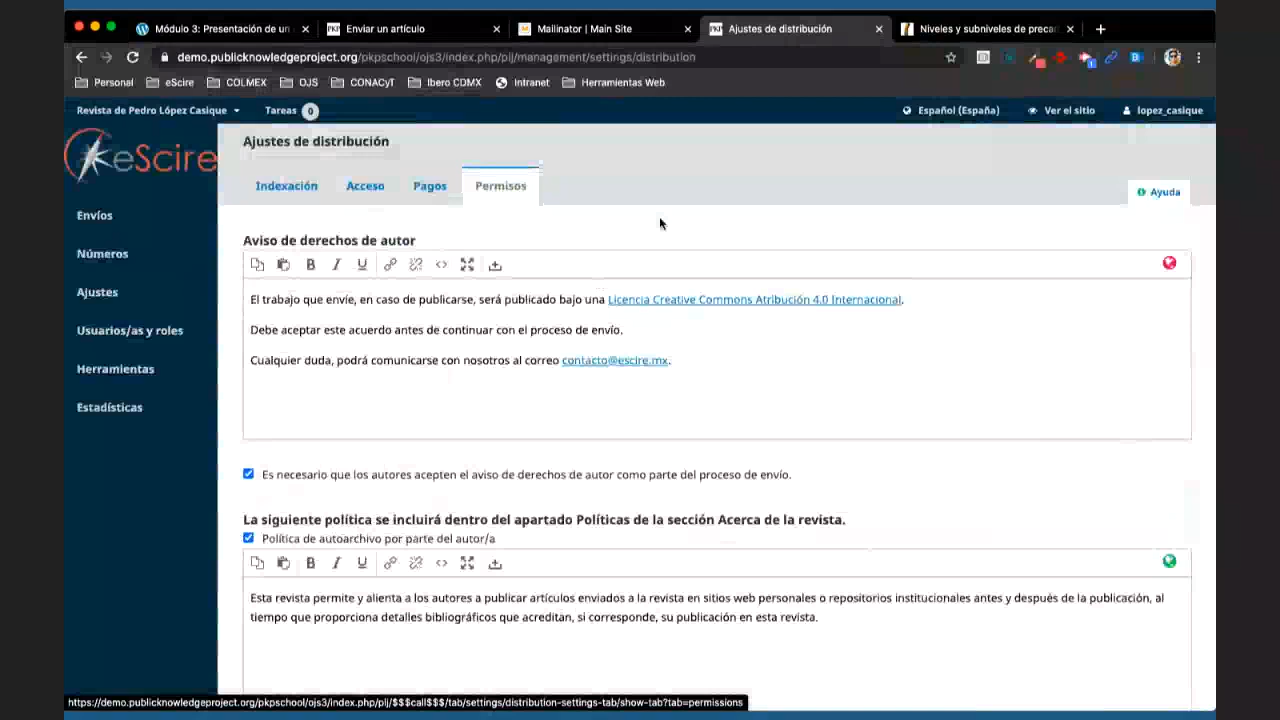 Módulo 3: Presentación de un
Enviar un artículo
Mailinator | Main Site
Ajustes de distribución
Niveles y subniveles de preca
demo.publicknowledgeproject.org/pkpschool/ojs3/index.php/plj/management/settings/distribution
Personal
eScire
COLMEX
OJS
CONACyT
Ibero CDMX
Intranet
Herramientas Web
Revista de Pedro López Casique
Tareas 0
Español (España)
Ver el sitio
lopez_casique
eScire
Envíos
Números
Ajustes
Usuarios/as y roles
Herramientas
Estadísticas
Ajustes de distribución
Indexación
Acceso
Pagos
Permisos
Ayuda
Aviso de derechos de autor
El trabajo que envíe, en caso de publicarse, será publicado bajo una Licencia Creative Commons Atribución 4.0 Internacional.
Debe aceptar este acuerdo antes de continuar con el proceso de envío.
Cualquier duda, podrá comunicarse con nosotros al correo contacto@escire.mx.
Es necesario que los autores acepten el aviso de derechos de autor como parte del proceso de envío.
La siguiente política se incluirá dentro del apartado Políticas de la sección Acerca de la revista.
Política de autoarchivo por parte del autor/a
Esta revista permite y alienta a los autores a publicar artículos enviados a la revista en sitios web personales o repositorios institucionales antes y después de la publicación, al
tiempo que proporciona detalles bibliográficos que acreditan, si corresponde, su publicación en esta revista.
https://demo.publicknowledgeproject.org/pkpschool/ojs3/index.php/plj/$$$call$$$/tab/settings/distribution-settings-tab/show-tab?tab=permissions